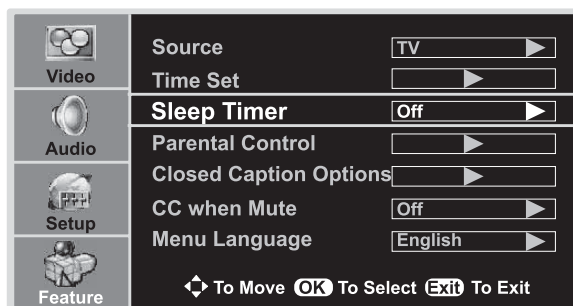 Video
Audio
Setup
Feature
Source TV
Time Set
Sleep Timer Off
Parental Control
Closed Caption Options
CC when Mute Off
Menu Language English
To Move OK To Select Exit To Exit